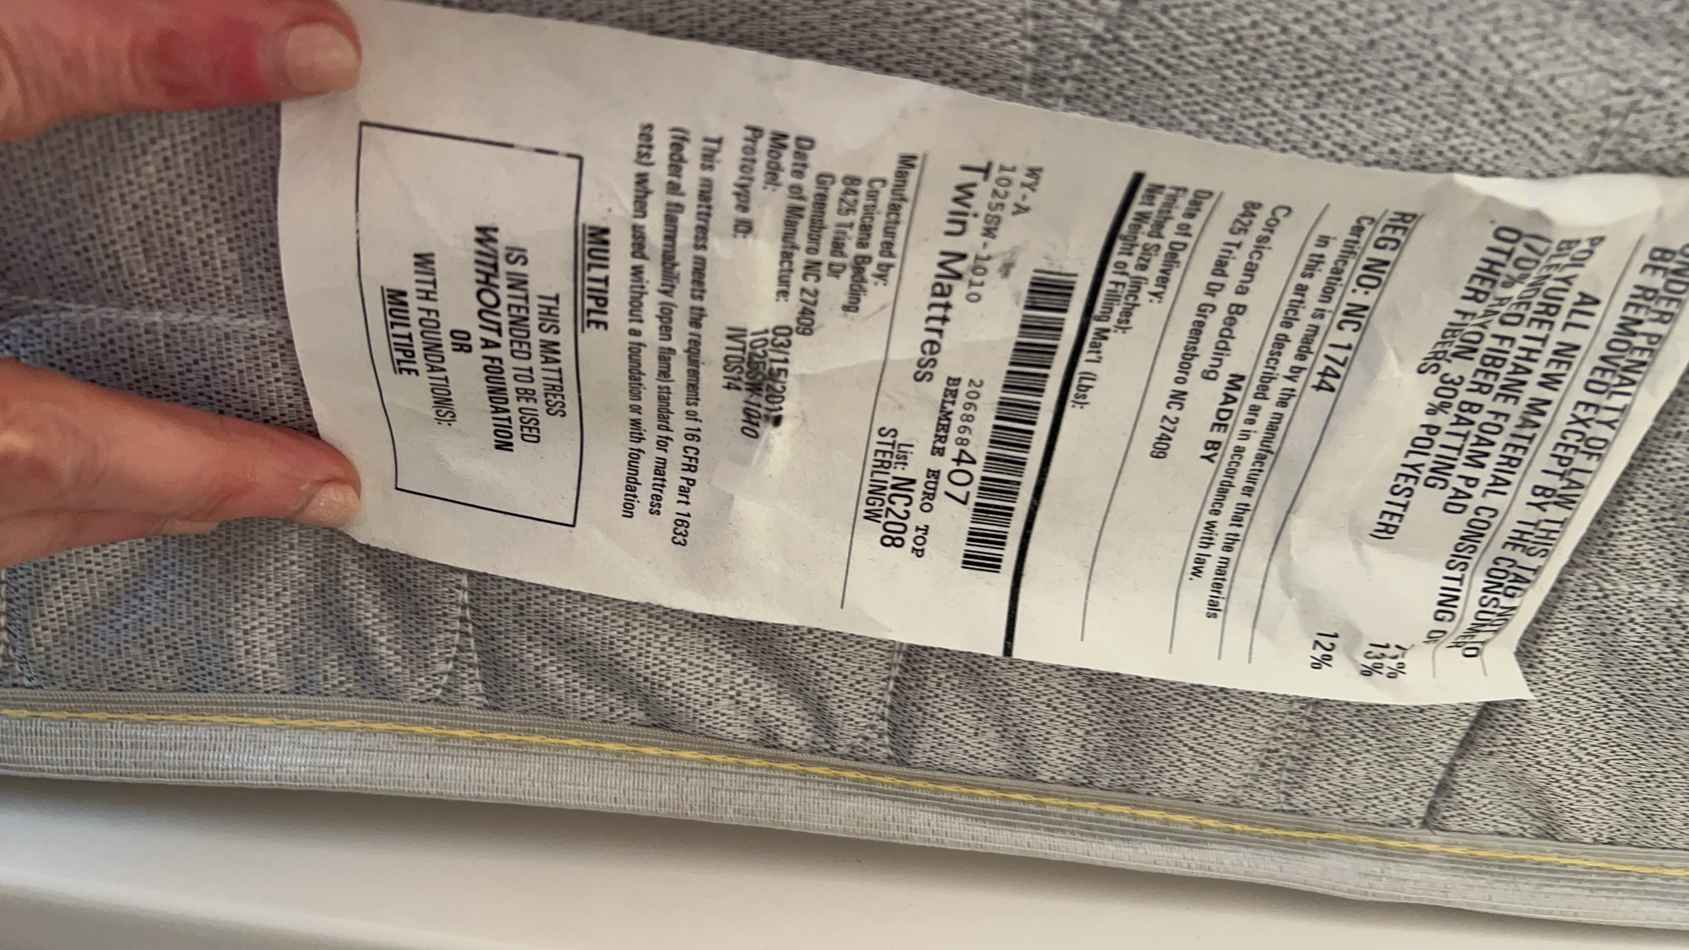 UNDER PENALTY OF LAW THIS TAG NOT TO
BE REMOVED EXCEPT BY THE CONSUMER
ALL NEW MATERIAL CONSISTING OF
POLYURETHANE FOAM PAD
BLENDED FIBER BATTING
(70% RAYON, 30% POLYESTER) 13%
OTHER FIBERS 12%
REG NO: NC 1744
Certification is made by the manufacturer that the materials
in this article described are in accordance with law.
MADE BY
Corsicana Bedding
8425 Triad Dr Greensboro NC 27409
Date of Delivery:
Finished Size (inches):
Net Weight of Filling Mat'l (Lbs):
WY-A
1025SW-1010 206868407 BELMERE EURO TOP
Twin Mattress List: NC208
STERLINGW
Manufactured by:
Corsicana Bedding
8425 Triad Dr
Greensboro NC 27409
Date of Manufacture:
Model:
Prototype ID: IVT0S14
This mattress meets the requirements of 16 CFR Part 1633
(federal flammability (open flame) standard for mattress
sets) when used without a foundation or with foundation
MULTIPLE
THIS MATTRESS
IS INTENDED TO BE USED
WITHOUT A FOUNDATION
OR
WITH FOUNDATION(S):
MULTIPLE